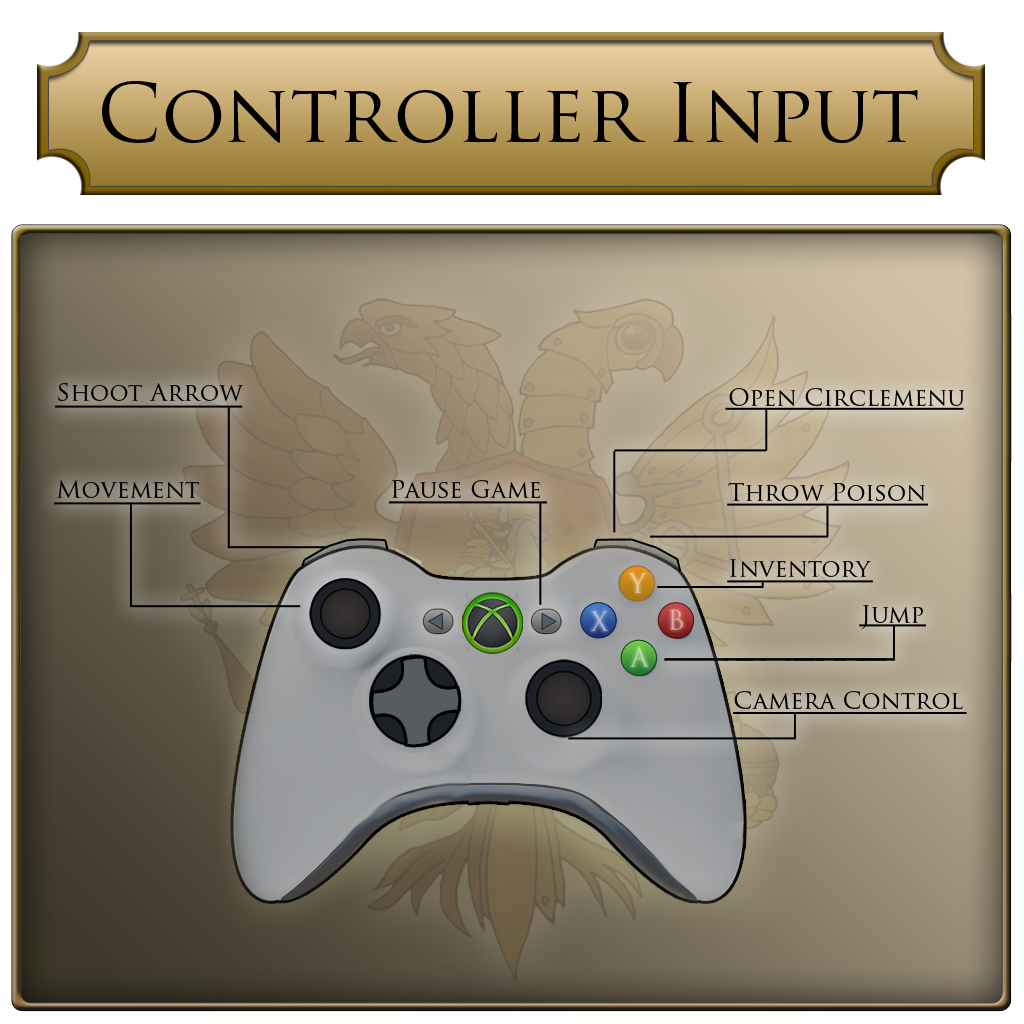 Controller Input
Shoot Arrow
Open Circlemenu
Movement
Pause Game
Throw Poison
Inventory
Jump
Camera Control
Y
X
B
A